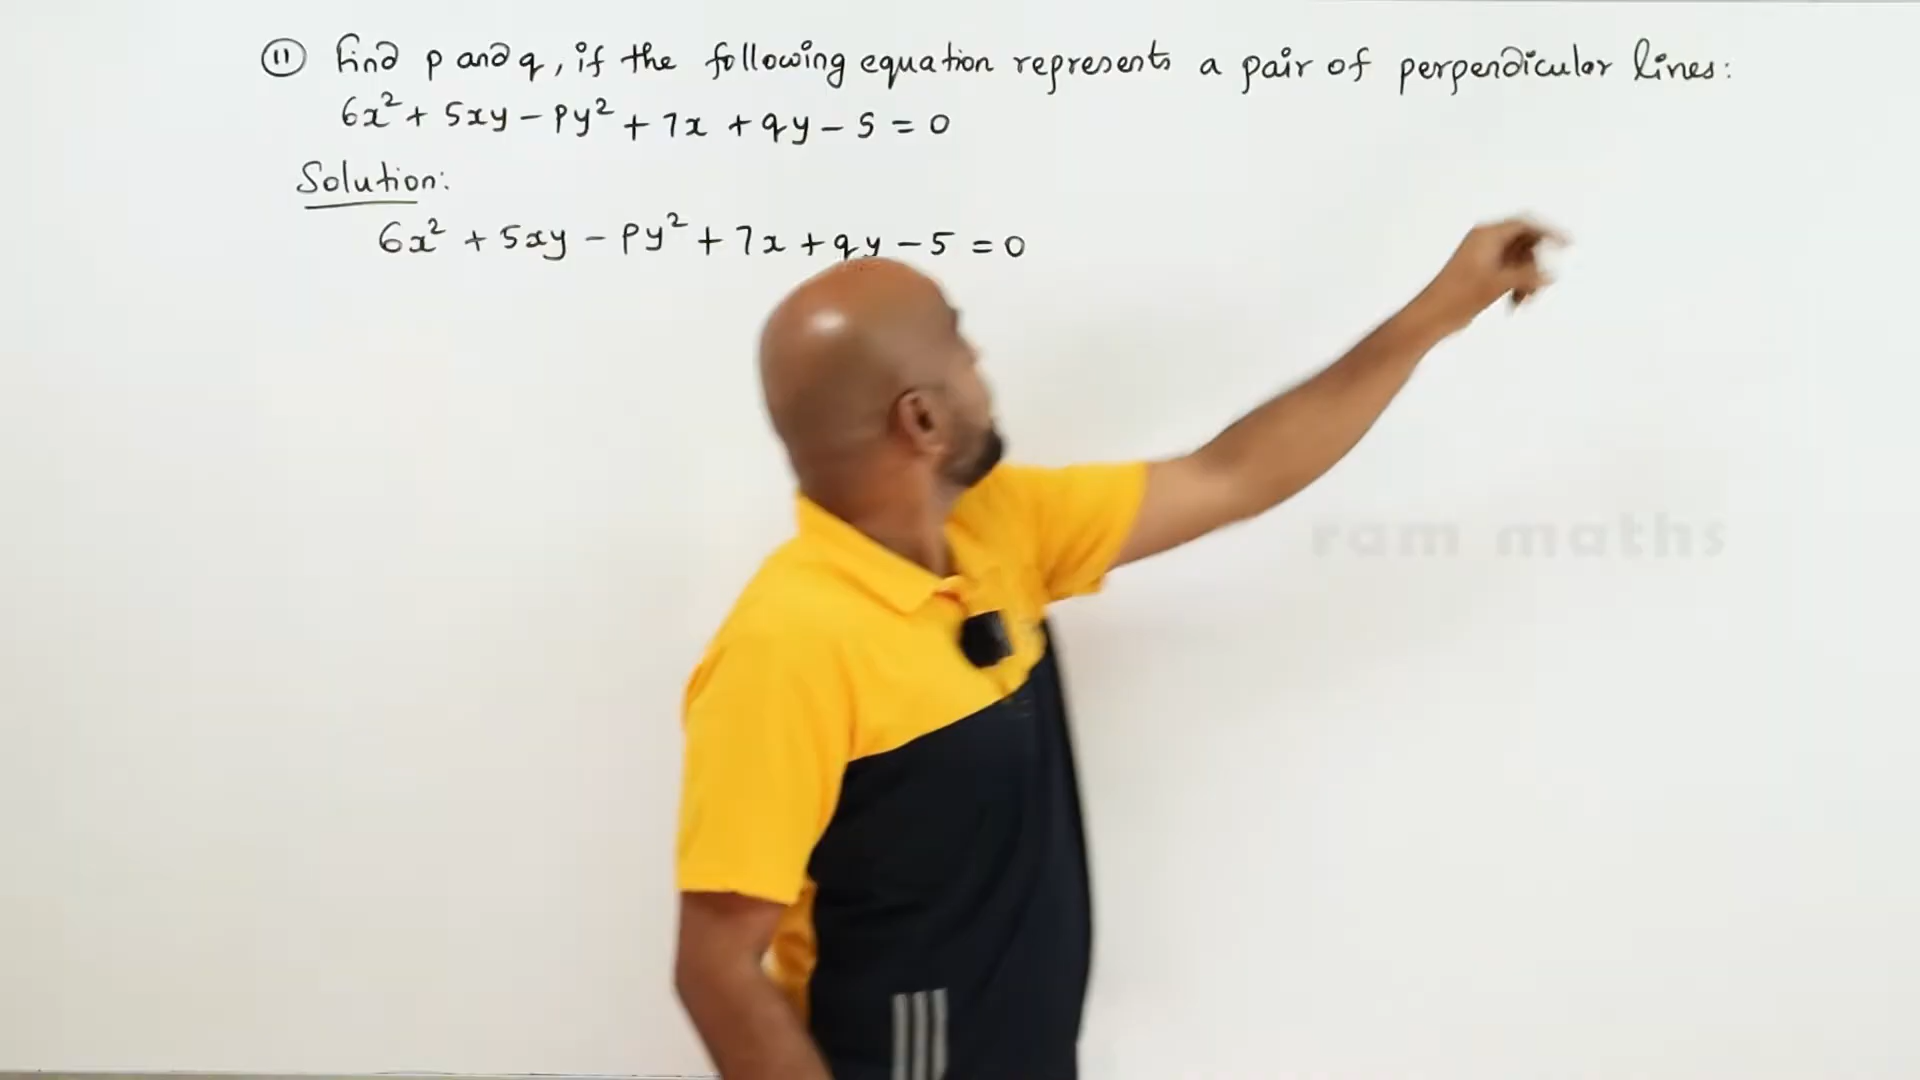 11 Find p and q, if the following equation represents a pair of perpendicular lines:
6x² + 5xy - py² + 7x + qy - 5 = 0
Solution:
6x² + 5xy - py² + 7x + qy - 5 = 0
ram maths